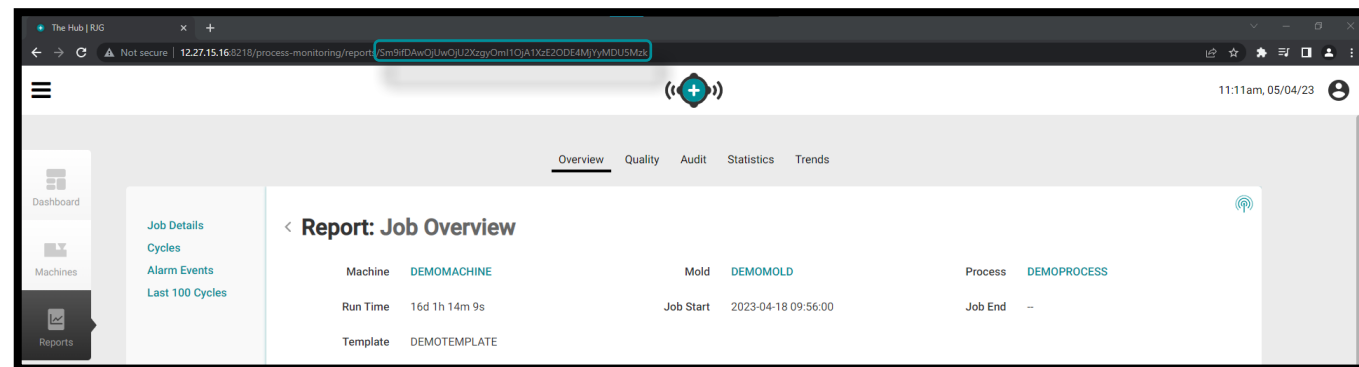 The Hub | RJG
Not secure | 12.27.15.16:8218/process-monitoring/report/Sm9ifDAwOjUwOjU2XzgyOmI1OjA1XzE2ODE4MjYyMDU5Mzk
11:11am, 05/04/23
Overview Quality Audit Statistics Trends
Dashboard
Machines
Reports
Job Details
Cycles
Alarm Events
Last 100 Cycles
< Report: Job Overview
Machine DEMOMACHINE Mold DEMOMOLD Process DEMOPROCESS
Run Time 16d 1h 14m 9s Job Start 2023-04-18 09:56:00 Job End --
Template DEMOTEMPLATE